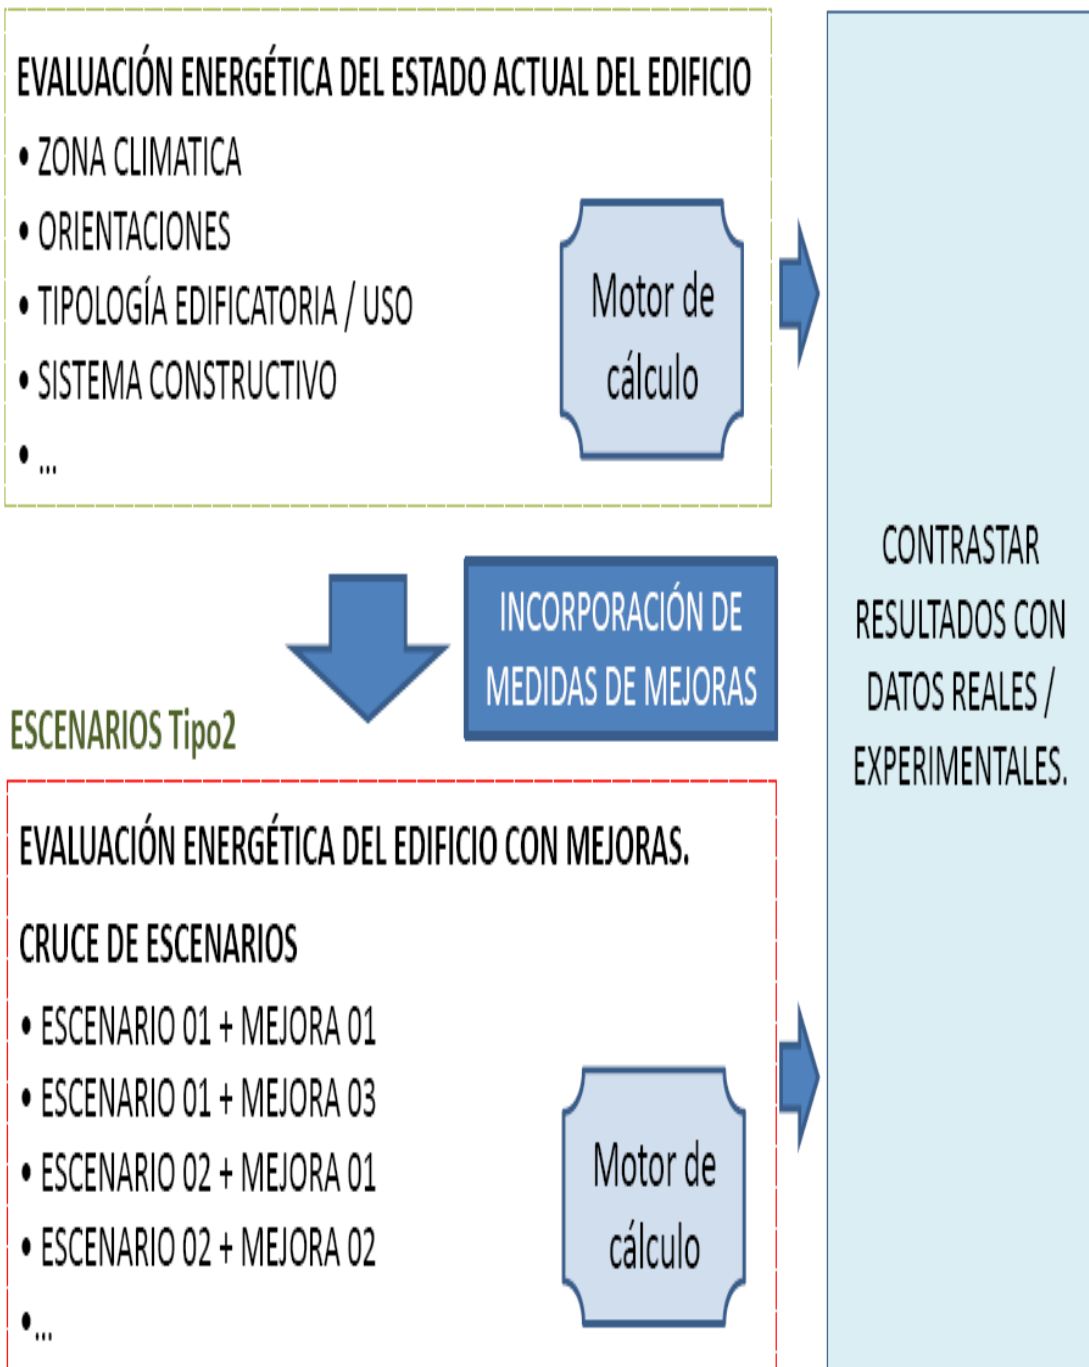 EVALUACIÓN ENERGÉTICA DEL ESTADO ACTUAL DEL EDIFICIO
• ZONA CLIMATICA
• ORIENTACIONES
• TIPOLOGÍA EDIFICATORIA / USO
• SISTEMA CONSTRUCTIVO
• ...
Motor de
cálculo
INCORPORACIÓN DE
MEDIDAS DE MEJORAS
ESCENARIOS Tipo2
EVALUACIÓN ENERGÉTICA DEL EDIFICIO CON MEJORAS.
CRUCE DE ESCENARIOS
• ESCENARIO 01 + MEJORA 01
• ESCENARIO 01 + MEJORA 03
• ESCENARIO 02 + MEJORA 01
• ESCENARIO 02 + MEJORA 02
•...
Motor de
cálculo
CONTRASTAR
RESULTADOS CON
DATOS REALES /
EXPERIMENTALES.